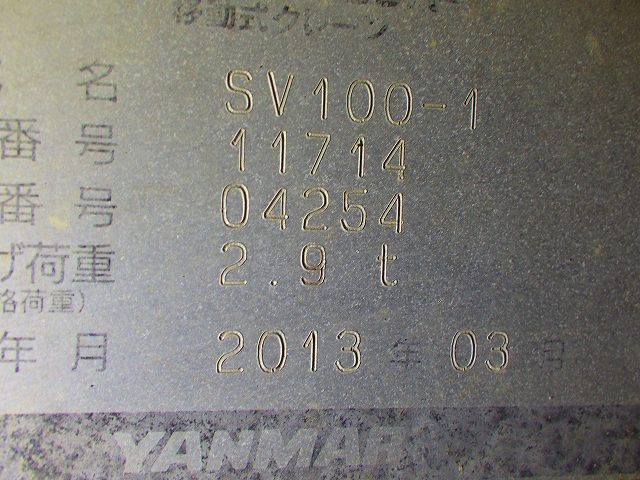 移動式クレーン
名 SV100-1
番号 11714
番号 04254
荷重 2.9 t
格荷重)
年月 2013 年 03 月
YANMAR